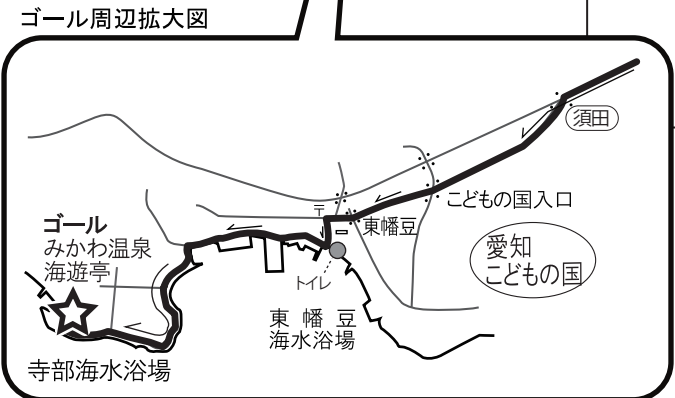 ゴール周辺拡大図
須田
こどもの国入口
〒
東幡豆
愛知
こどもの国
ゴール
みかわ温泉
海遊亭
トイレ
東幡豆
海水浴場
寺部海水浴場